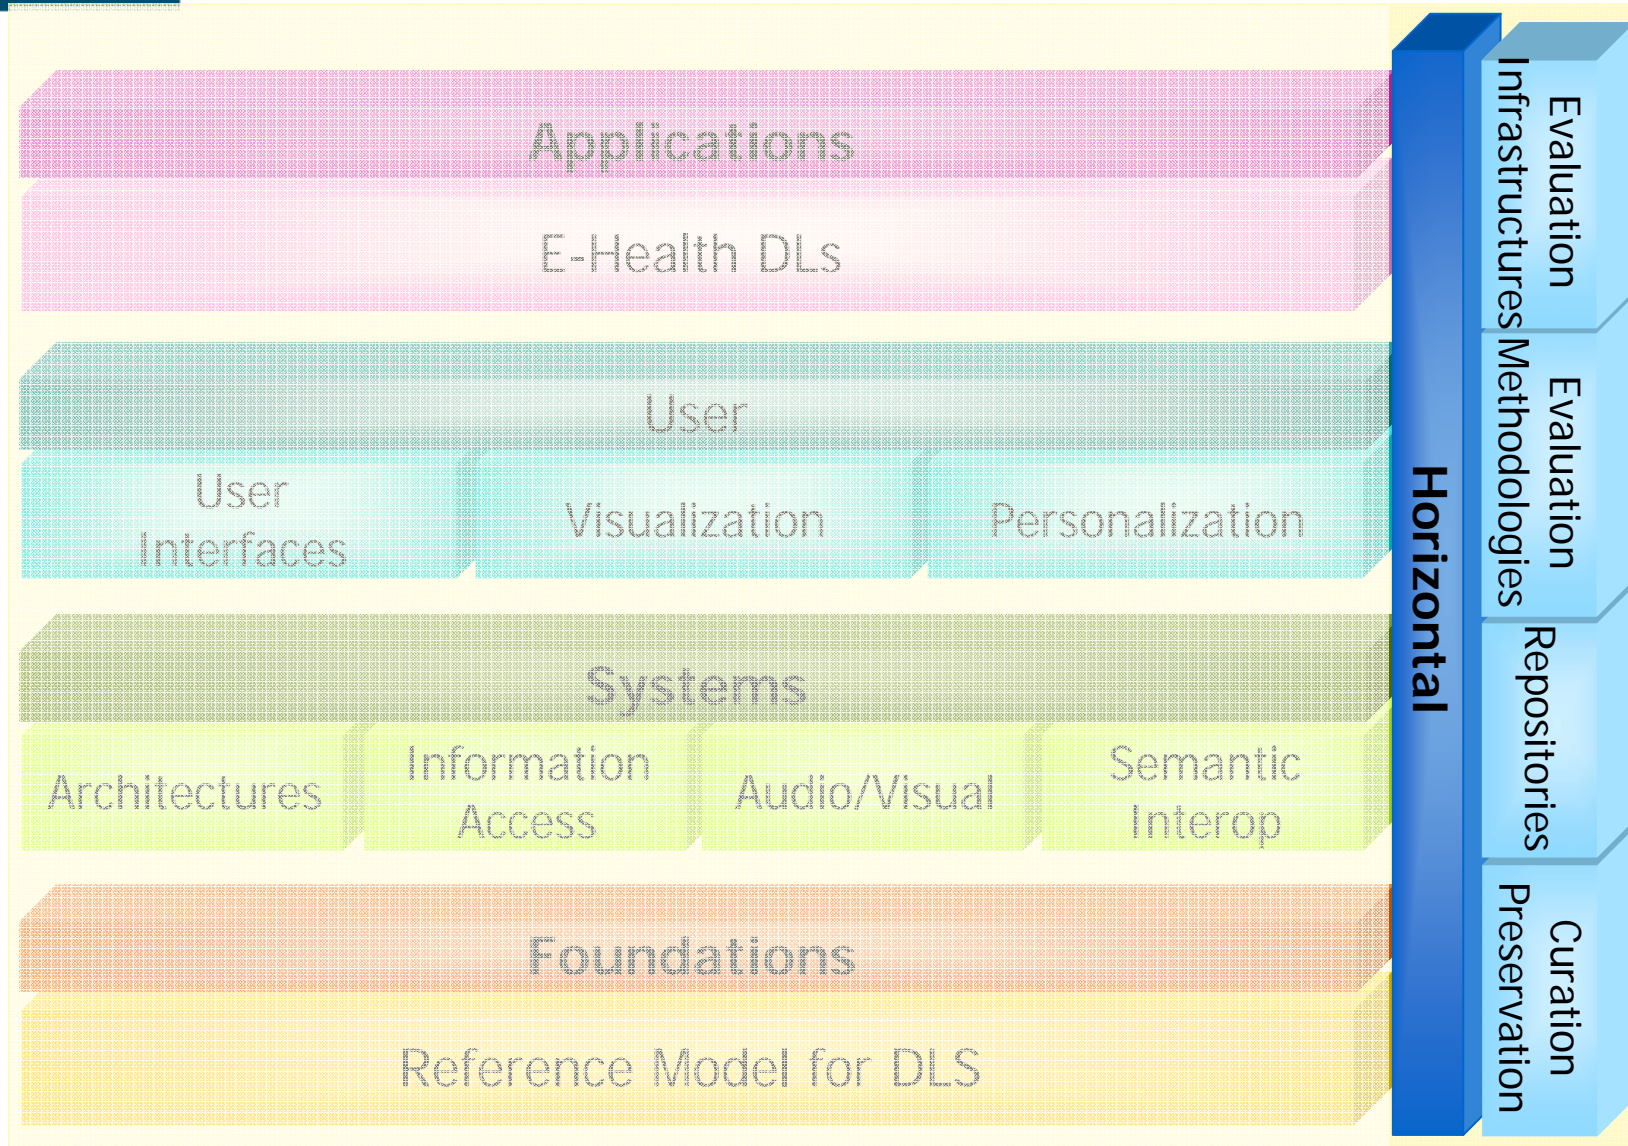 Applications
E-Health DLs
User
User
Interfaces
Visualization
Personalization
Systems
Architectures
Information
Access
Audio/Visual
Semantic
Interop
Foundations
Reference Model for DLS
Horizontal
Evaluation
Infrastructures
Evaluation
Methodologies
Repositories
Curation
Preservation